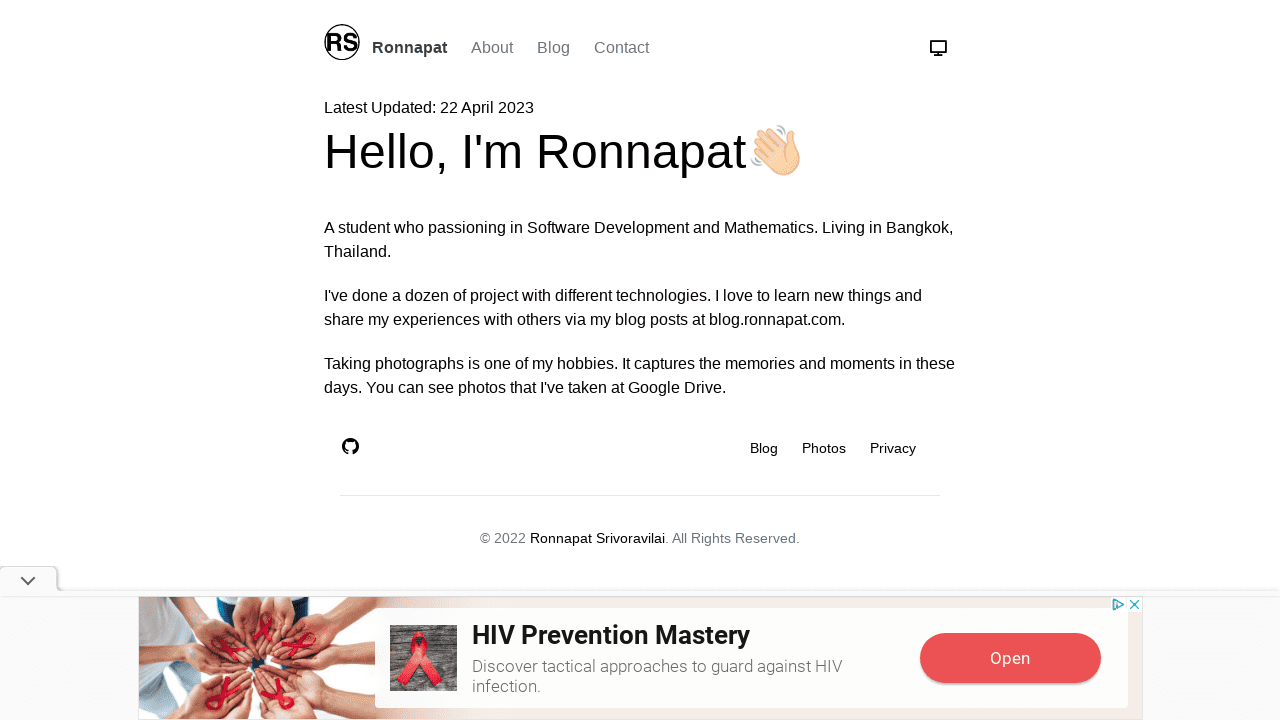 RS
Ronnapat About Blog Contact
Latest Updated: 22 April 2023
Hello, I'm Ronnapat👋🏻
A student who passioning in Software Development and Mathematics. Living in Bangkok,
Thailand.
I've done a dozen of project with different technologies. I love to learn new things and
share my experiences with others via my blog posts at blog.ronnapat.com.
Taking photographs is one of my hobbies. It captures the memories and moments in these
days. You can see photos that I've taken at Google Drive.
Blog Photos Privacy
© 2022 Ronnapat Srivoravilai. All Rights Reserved.
HIV Prevention Mastery
Discover tactical approaches to guard against HIV
infection.
Open